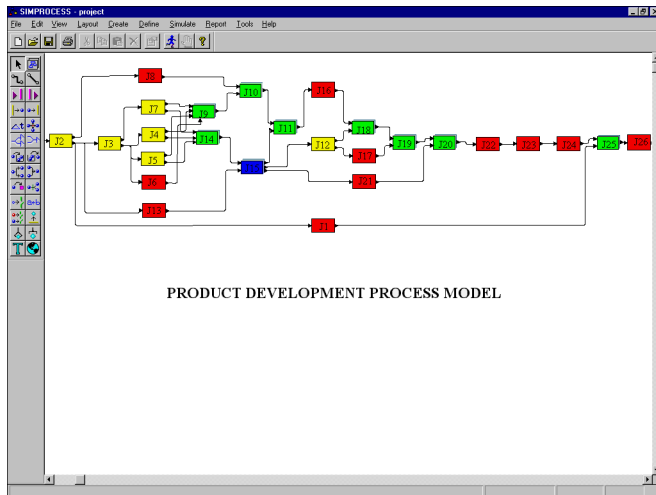 SIMPROCESS - project
File Edit View Layout Create Define Simulate Report Tools Help
J8
J16
J10
J7
J9
J11
J18
J4
J14
J2
J3
J12
J19
J20
J22
J23
J24
J25
J26
J5
J17
J6
J21
J13
J1
PRODUCT DEVELOPMENT PROCESS MODEL